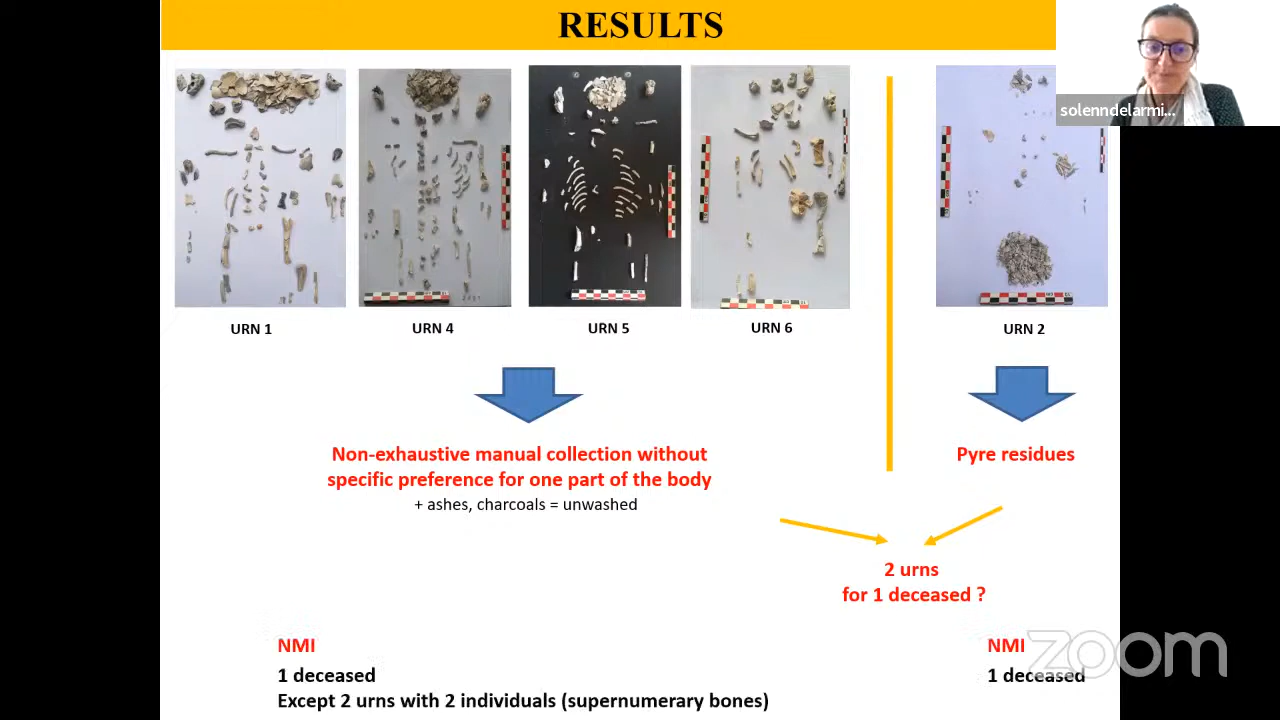 RESULTS
solenndelarmi...
URN 1
URN 4
URN 5
URN 6
URN 2
Non-exhaustive manual collection without
specific preference for one part of the body
+ ashes, charcoals = unwashed
Pyre residues
2 urns
for 1 deceased ?
NMI
1 deceased
Except 2 urns with 2 individuals (supernumerary bones)
NMI
1 deceased
zoom